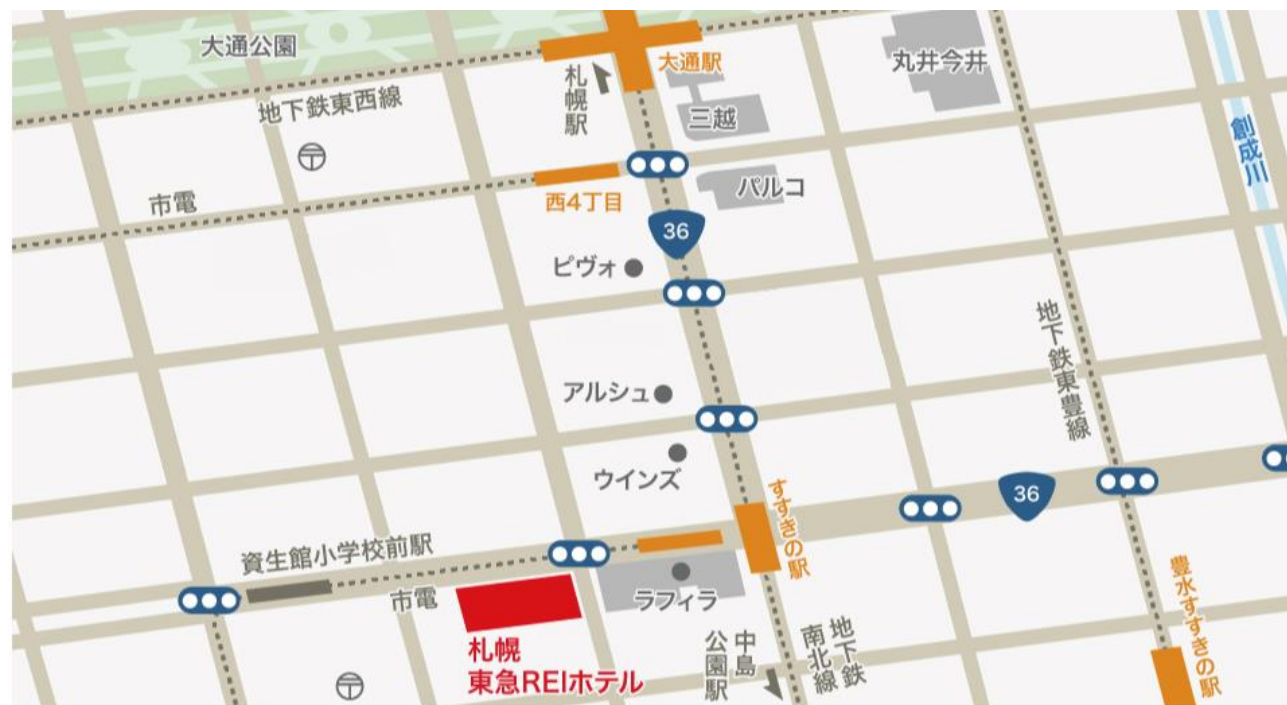 大通公園
大通駅
丸井今井
札幌駅
地下鉄東西線
三越
創成川
パルコ
市電
西4丁目
36
ピヴォ
地下鉄東豊線
アルシュ
ウインズ
すすきの駅
36
資生館小学校前駅
豊水すすきの駅
市電
ラフィラ
札幌
東急REIホテル
中島
公園駅
地下鉄
南北線